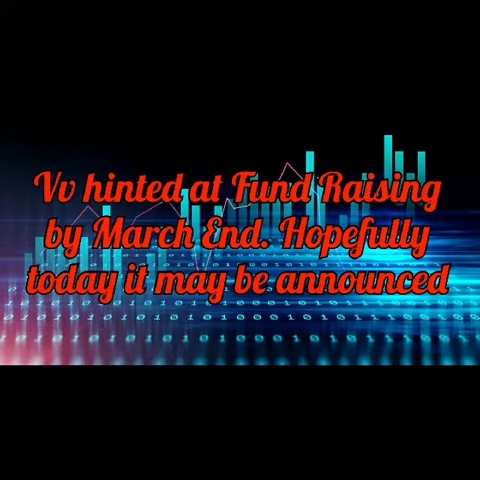 Vv hinted at Fund Raising
by March End. Hopefully
today it may be announced